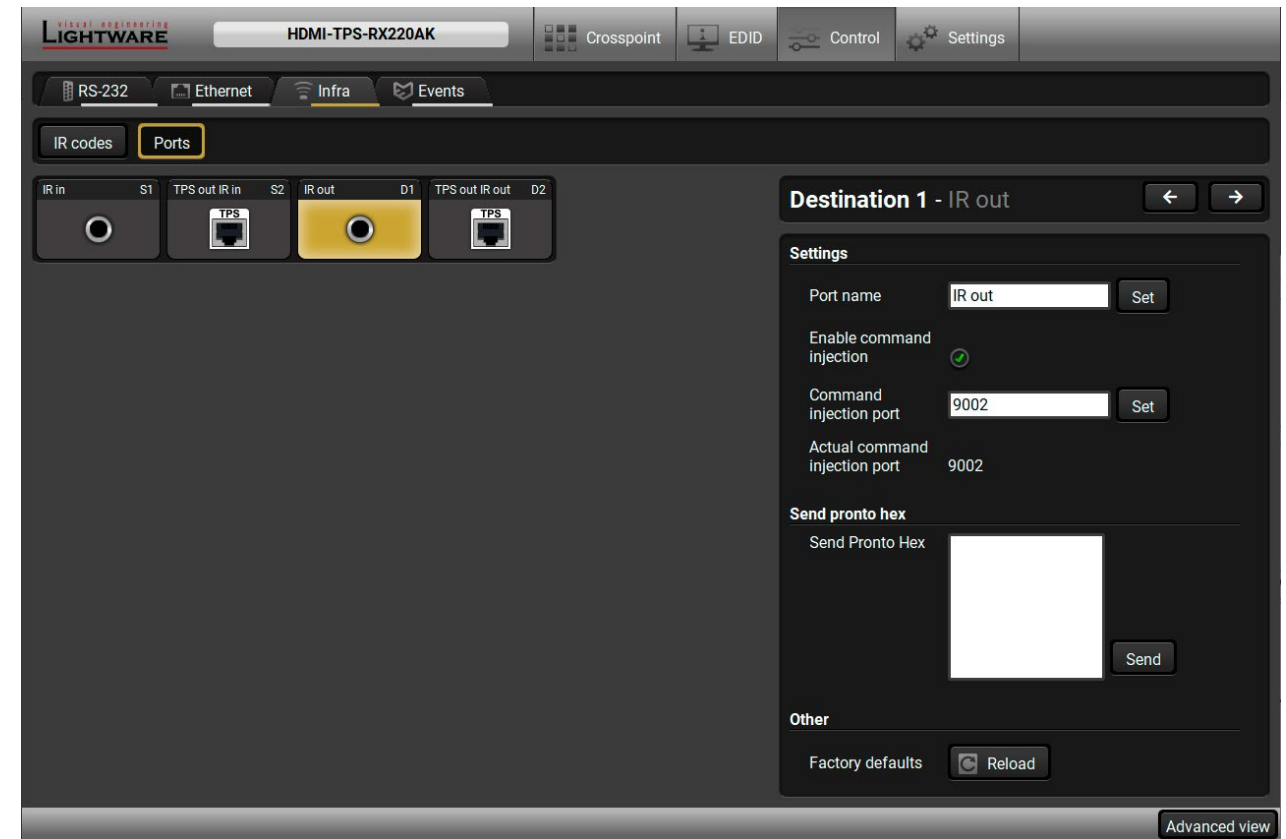 visual engineering
LIGHTWARE
HDMI-TPS-RX220AK
Crosspoint
EDID
Control
Settings
RS-232
Ethernet
Infra
Events
IR codes
Ports
IR in S1
TPS out IR in S2
IR out D1
TPS out IR out D2
TPS
TPS
Destination 1 - IR out
Settings
Port name
IR out
Set
Enable command
injection
Command
injection port
9002
Set
Actual command
injection port
9002
Send pronto hex
Send Pronto Hex
Send
Other
Factory defaults
Reload
Advanced view